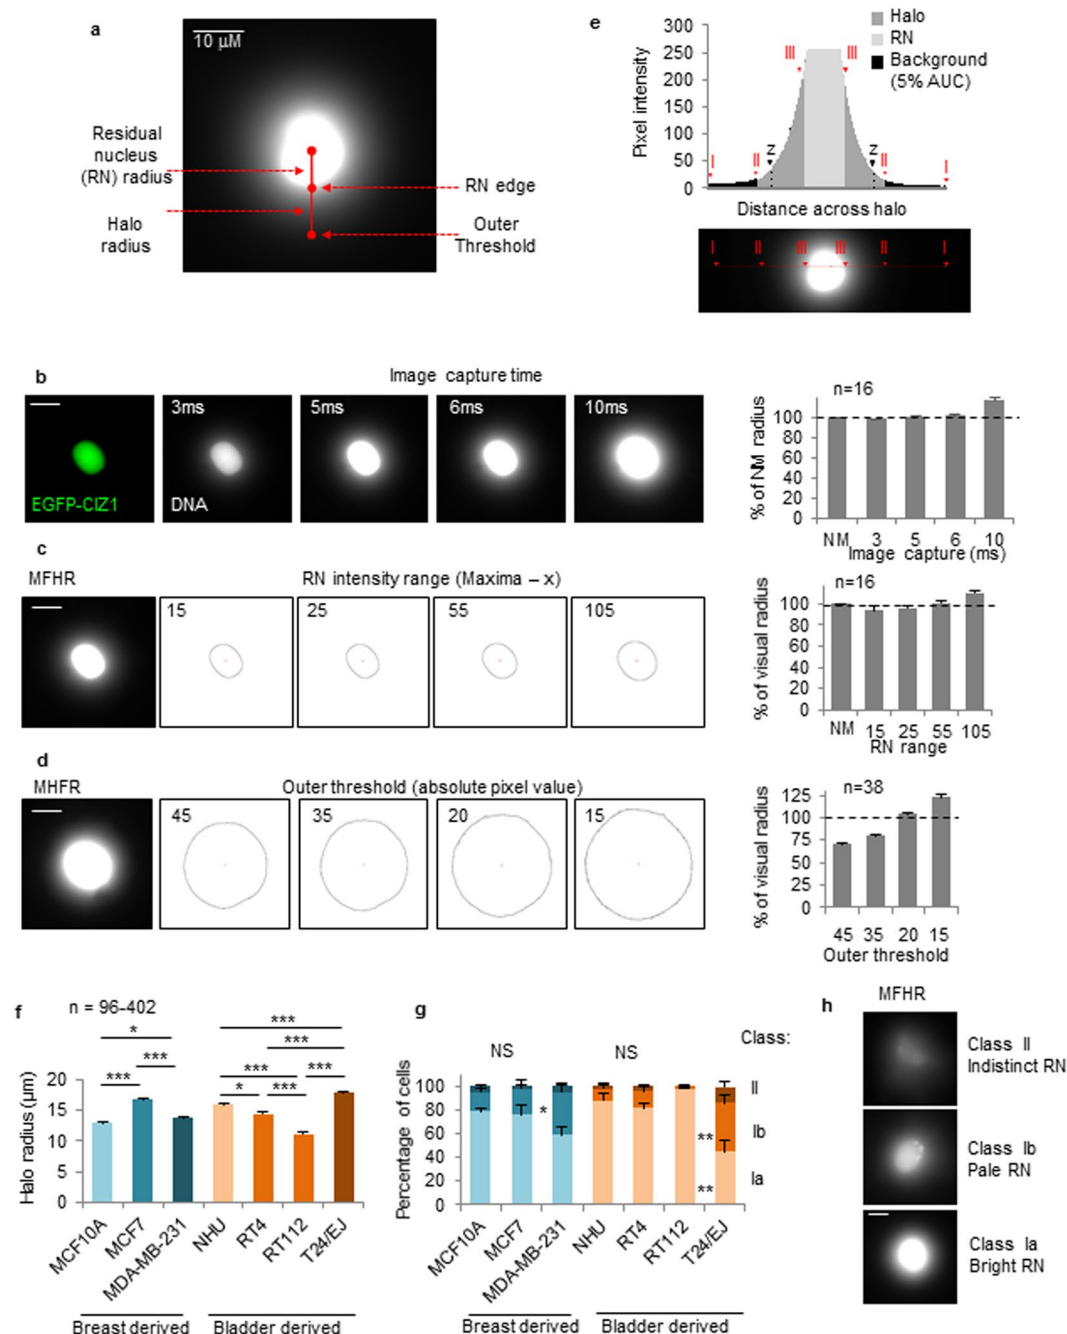 a
10 µM
Residual
nucleus
(RN) radius
Halo
radius
RN edge
Outer
Threshold
e
Pixel intensity
300
250
200
150
100
50
0
III
III
Z
Z
I
II
II
I
Halo
RN
Background
(5% AUC)
Distance across halo
I
II
III
III
II
I
b
Image capture time
EGFP-CIZ1
3ms
DNA
5ms
6ms
10ms
% of NM radius
n=16
100
80
60
40
20
0
NM 3 5 6 10
Image capture (ms)
c
MFHR
RN intensity range (Maxima – x)
15
25
55
105
% of visual radius
n=16
100
80
60
40
20
0
NM 15 25 55 105
RN range
d
MHFR
Outer threshold (absolute pixel value)
45
35
20
15
% of visual radius
n=38
125
100
75
50
25
0
45 35 20 15
Outer threshold
f
n = 96-402
*
***
***
***
***
***
*
***
***
Halo radius (µm)
20
15
10
5
0
MCF10A
MCF7
MDA-MB-231
NHU
RT4
RT112
T24/EJ
Breast derived
Bladder derived
g
NS
NS
Class:
Percentage of cells
100
80
60
40
20
0
*
**
**
II
Ib
Ia
MCF10A
MCF7
MDA-MB-231
NHU
RT4
RT112
T24/EJ
Breast derived
Bladder derived
h
MFHR
Class II
Indistinct RN
Class Ib
Pale RN
Class Ia
Bright RN